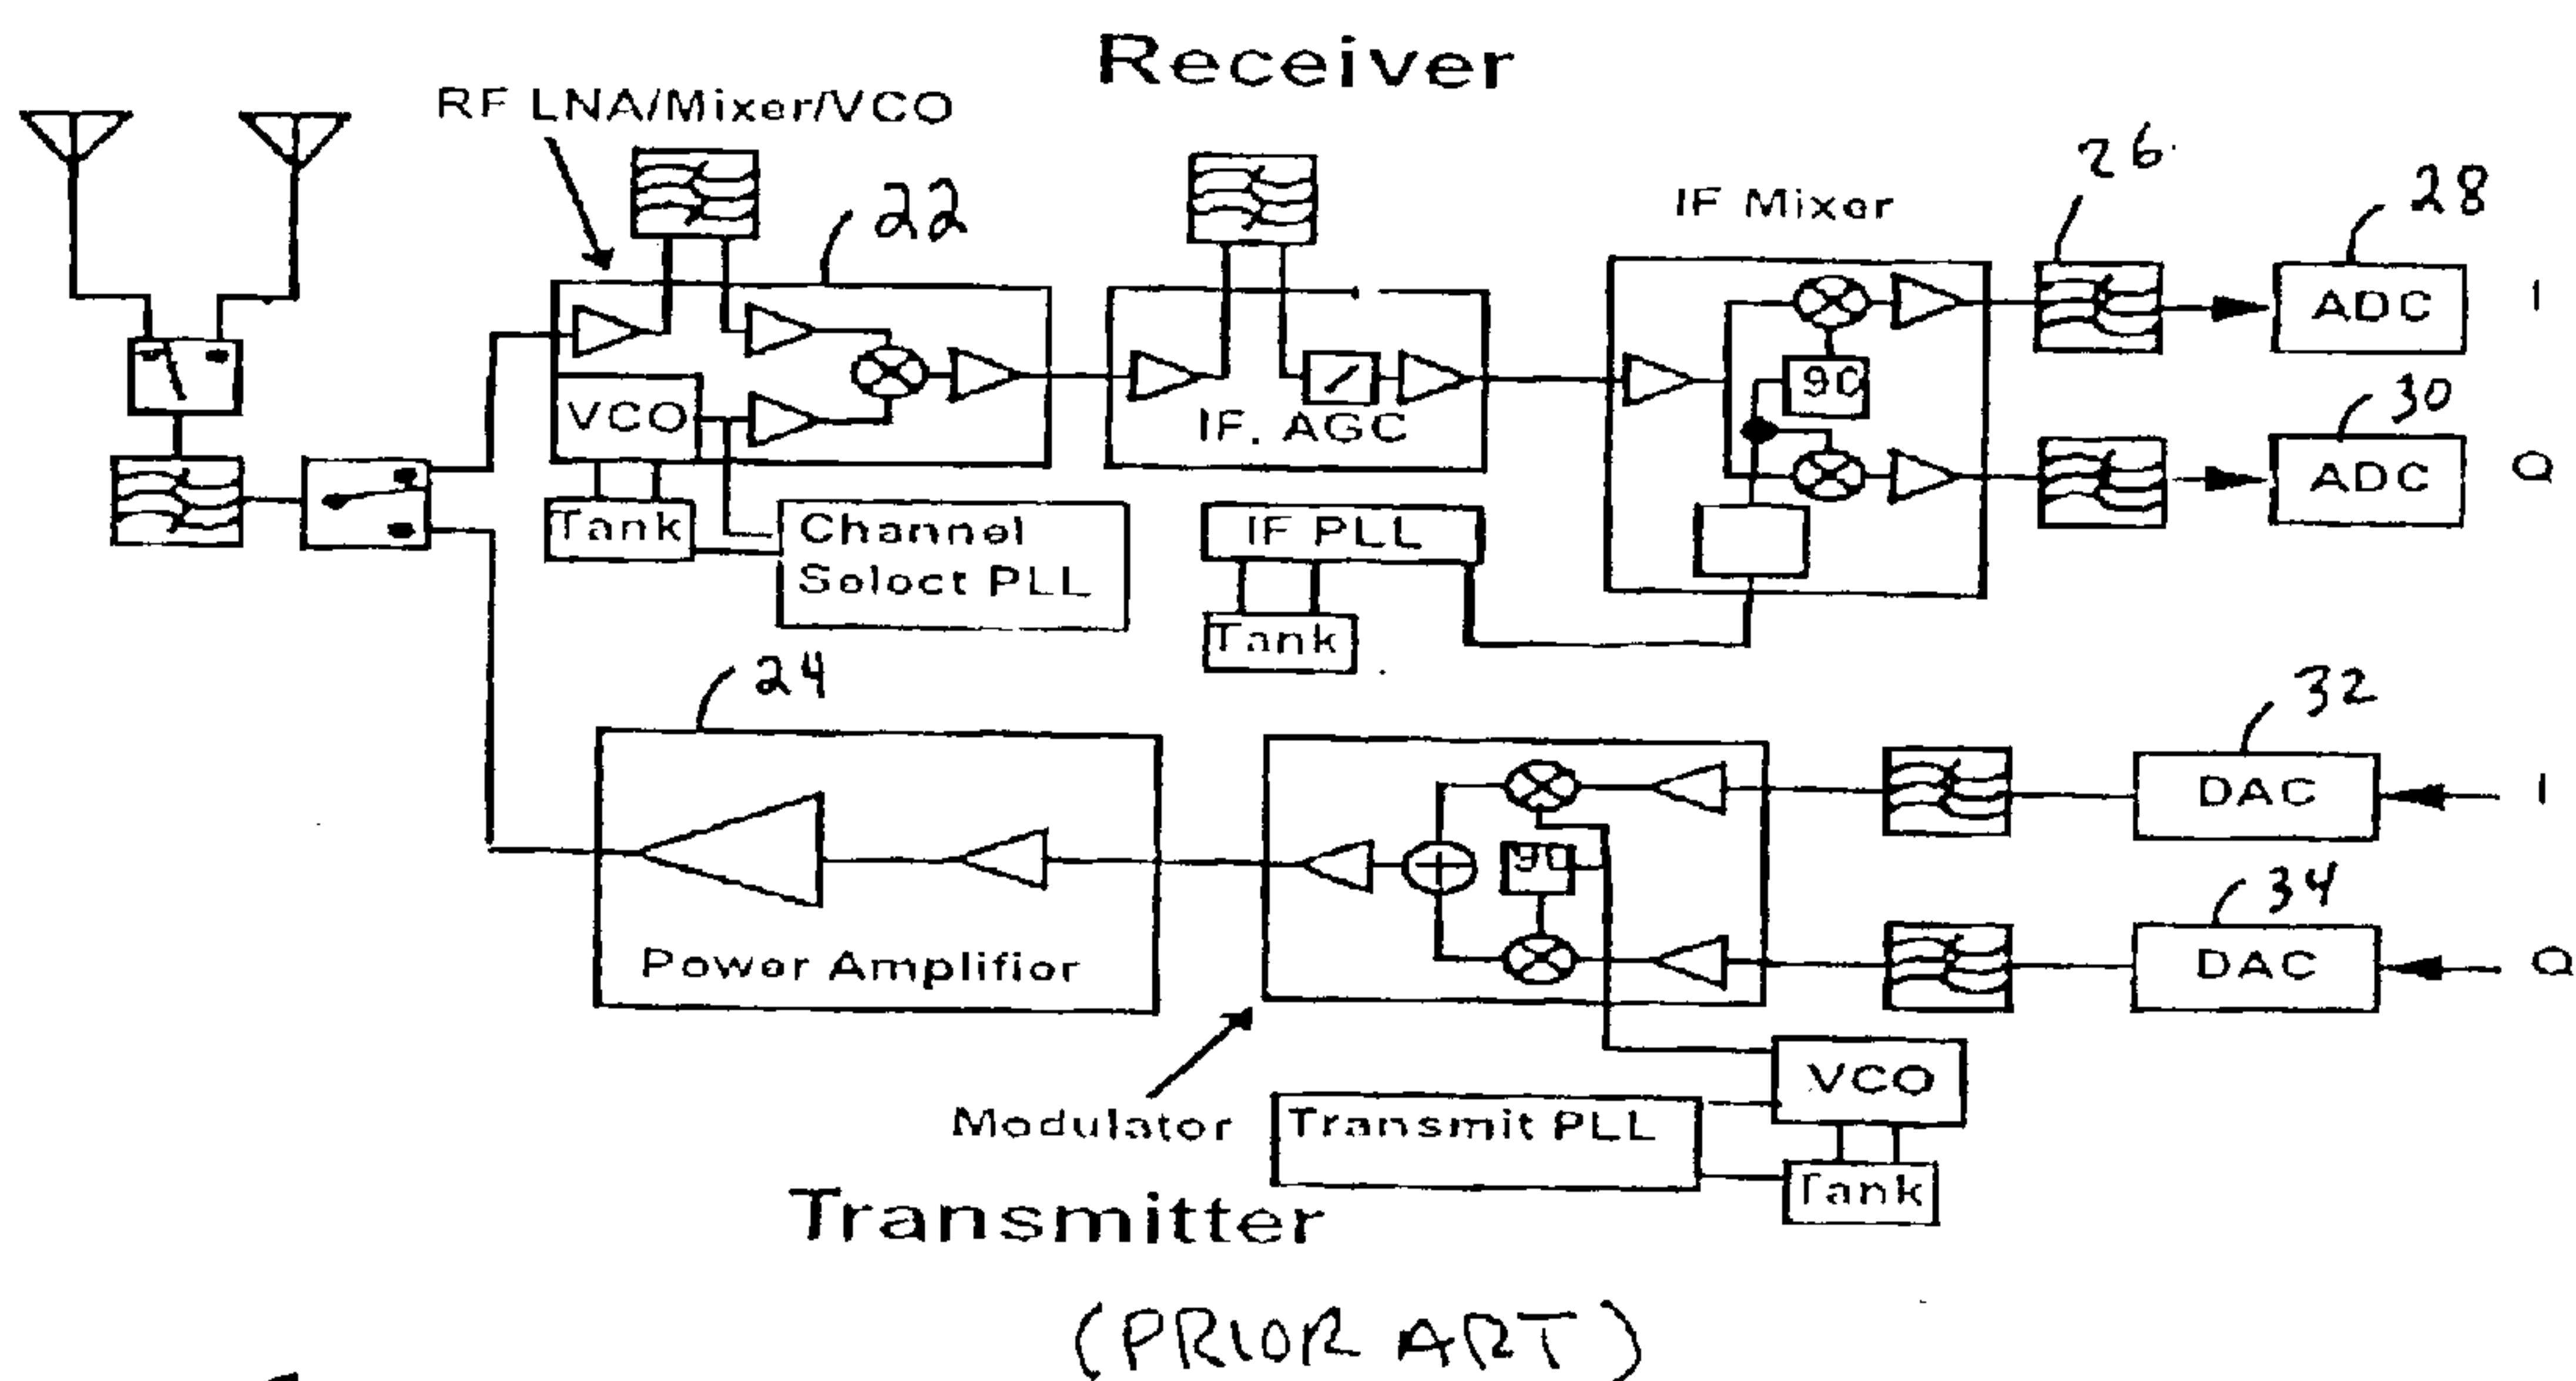 Receiver
RF LNA/Mixer/VCO
22
26
IF Mixer
28
ADC
I
VCO
IF. AGC
90
30
ADC
Q
Tank
Channel
Select PLL
IF PLL
Tank
24
32
DAC
I
90
34
Power Amplifier
DAC
Q
VCO
Modulator
Transmit PLL
Tank
Transmitter
(PRIOR ART)